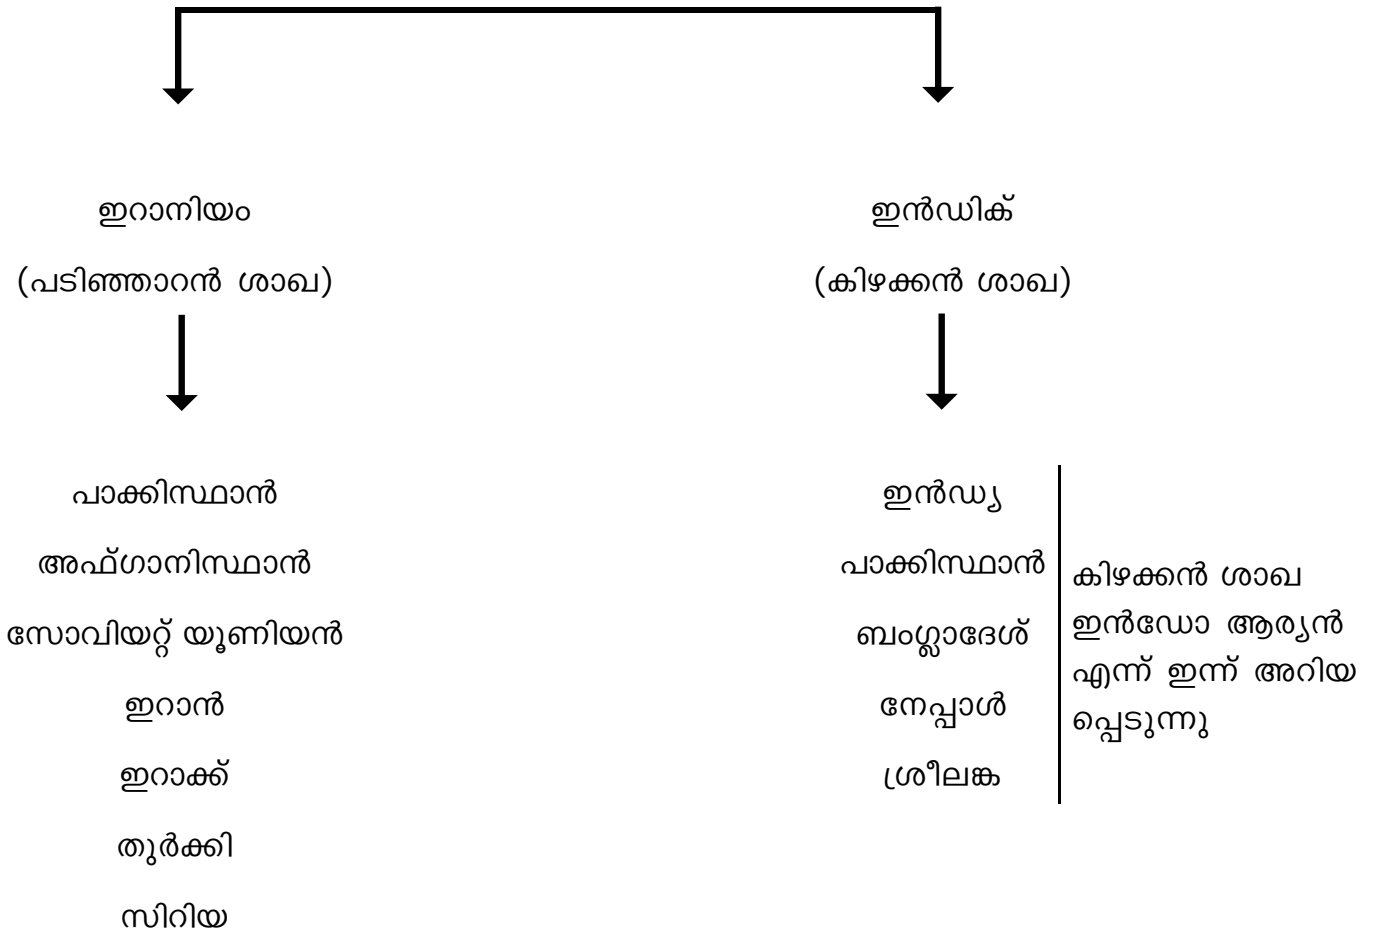 ഇറാനിയം
(പടിഞ്ഞാറൻ ശാഖ)
പാക്കിസ്ഥാൻ
അഫ്ഗാനിസ്ഥാൻ
സോവിയറ്റ് യൂണിയൻ
ഇറാൻ
ഇറാക്ക്
തുർക്കി
സിറിയ
ഇൻഡിക്
(കിഴക്കൻ ശാഖ)
ഇൻഡ്യ
പാക്കിസ്ഥാൻ
ബംഗ്ലാദേശ്
നേപ്പാൾ
ശ്രീലങ്ക
കിഴക്കൻ ശാഖ
ഇൻഡോ ആര്യൻ
എന്ന് ഇന്ന് അറിയ
പ്പെടുന്നു